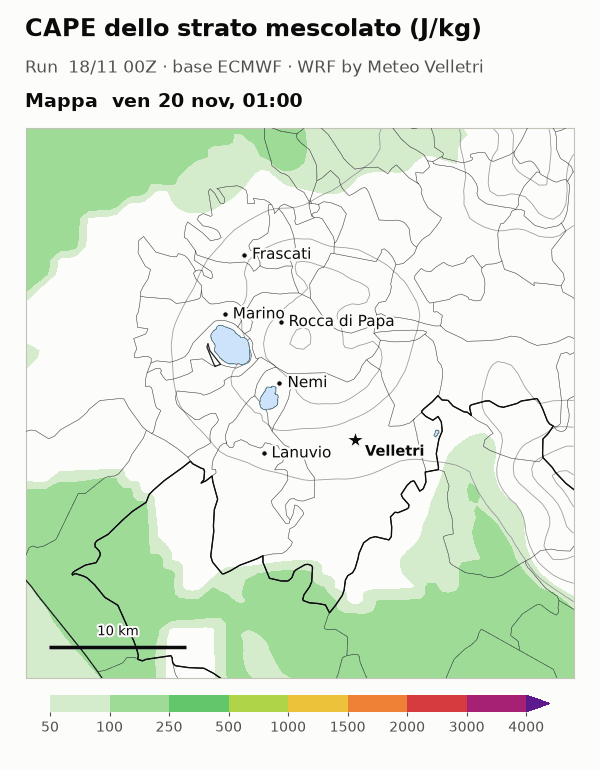 CAPE dello strato mescolato (J/kg)
Run  18/11 00Z · base ECMWF · WRF by Meteo Velletri
Mappa  ven 20 nov, 01:00
Frascati
Marino
Rocca di Papa
Nemi
Velletri
Lanuvio
10 km
50 100 250 500 1000 1500 2000 3000 4000